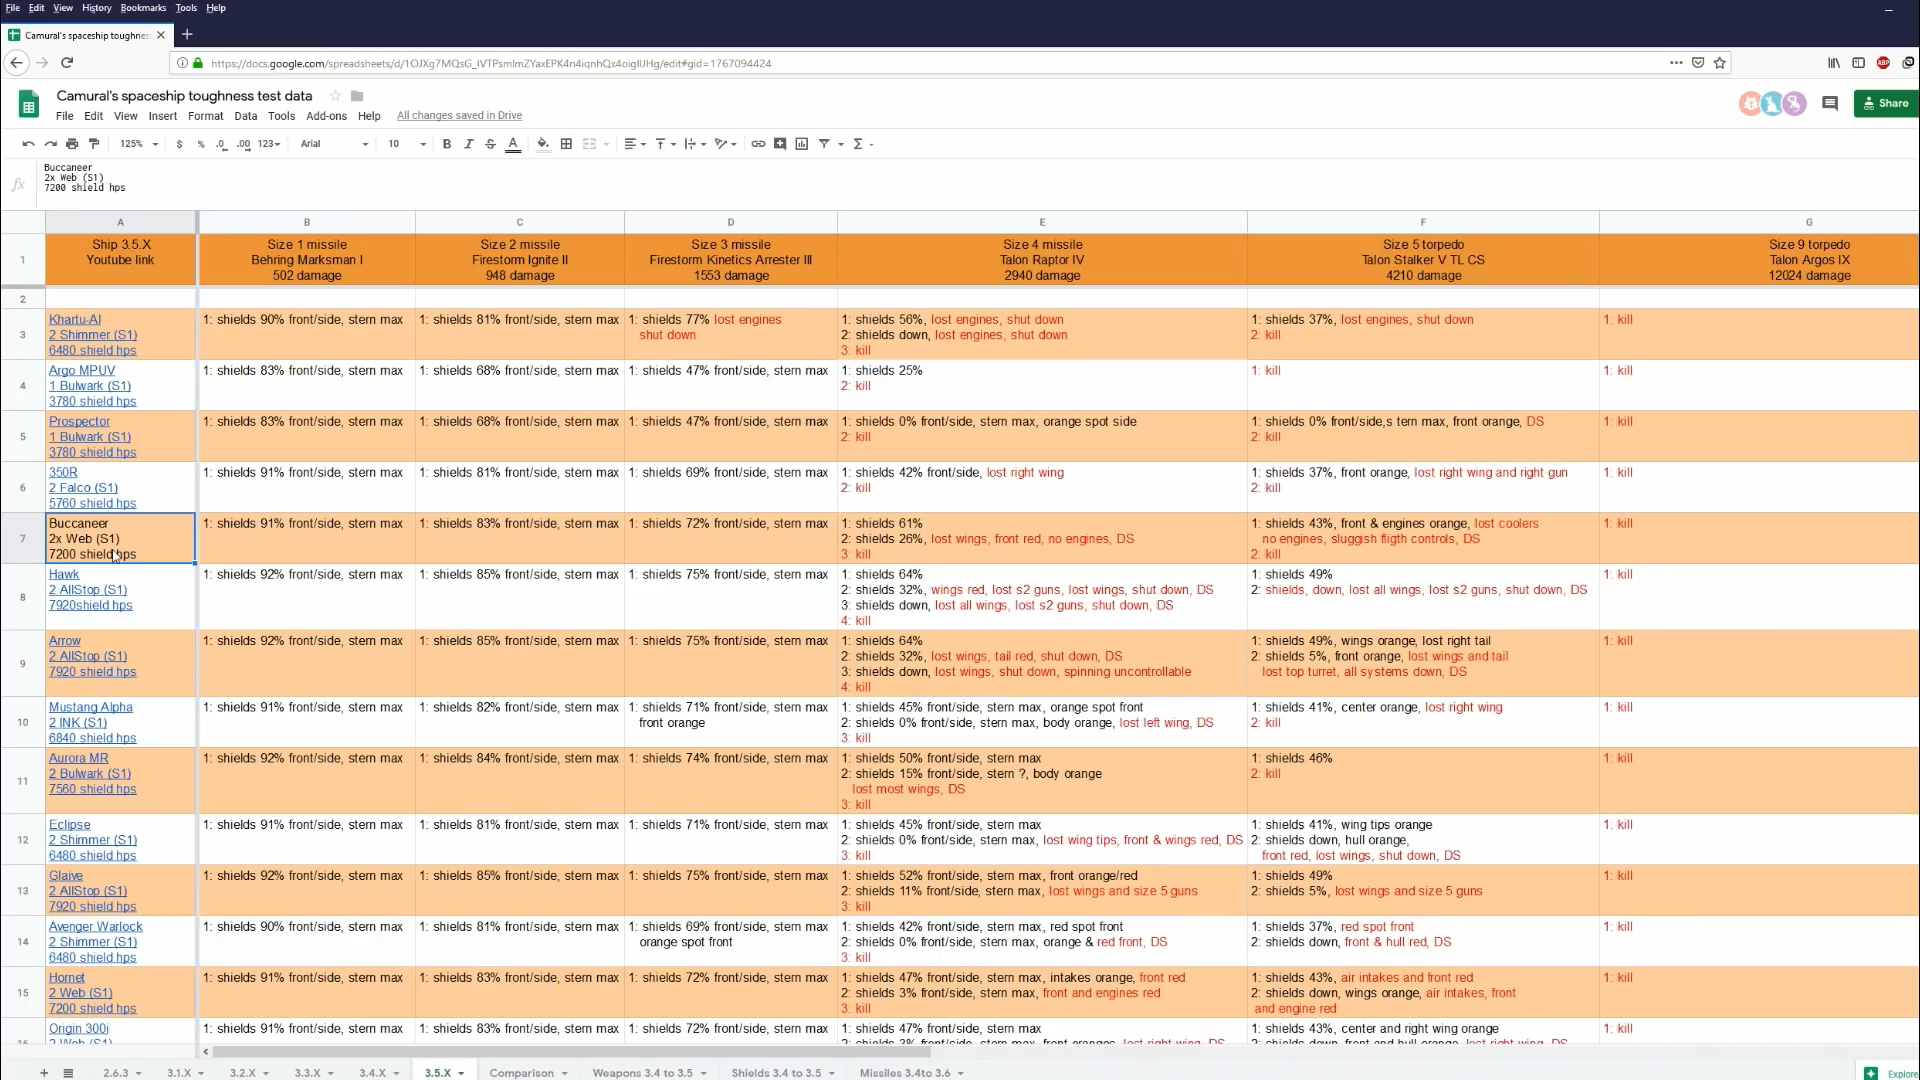 File Edit View History Bookmarks Tools Help
Camural's spaceship toughness
https://docs.google.com/spreadsheets/d/1OJXg7MQsG_IVTPsmlmZYaxEPK4n4iqnhQx4oigIIJHg/edit#gid=1767094424
Camural's spaceship toughness test data
File Edit View Insert Format Data Tools Add-ons Help All changes saved in Drive
Share
125% $ % .0 .00 123 Arial 10 B I S A
Buccaneer
2x Web (S1)
7200 shield hps
A B C D E F G
1
Ship 3.5.X
Youtube link
Size 1 missile
Behring Marksman I
502 damage
Size 2 missile
Firestorm Ignite II
948 damage
Size 3 missile
Firestorm Kinetics Arrester III
1553 damage
Size 4 missile
Talon Raptor IV
2940 damage
Size 5 torpedo
Talon Stalker V TL CS
4210 damage
Size 9 torpedo
Talon Argos IX
12024 damage
2
3
Khartu-Al
2 Shimmer (S1)
6480 shield hps
1: shields 90% front/side, stern max
1: shields 81% front/side, stern max
1: shields 77% lost engines
shut down
1: shields 56%, lost engines, shut down
2: shields down, lost engines, shut down
3: kill
1: shields 37%, lost engines, shut down
2: kill
1: kill
4
Argo MPUV
1 Bulwark (S1)
3780 shield hps
1: shields 83% front/side, stern max
1: shields 68% front/side, stern max
1: shields 47% front/side, stern max
1: shields 25%
2: kill
1: kill
1: kill
5
Prospector
1 Bulwark (S1)
3780 shield hps
1: shields 83% front/side, stern max
1: shields 68% front/side, stern max
1: shields 47% front/side, stern max
1: shields 0% front/side, stern max, orange spot side
2: kill
1: shields 0% front/side,s tern max, front orange, DS
2: kill
1: kill
6
350R
2 Falco (S1)
5760 shield hps
1: shields 91% front/side, stern max
1: shields 81% front/side, stern max
1: shields 69% front/side, stern max
1: shields 42% front/side, lost right wing
2: kill
1: shields 37%, front orange, lost right wing and right gun
2: kill
1: kill
7
Buccaneer
2x Web (S1)
7200 shield hps
1: shields 91% front/side, stern max
1: shields 83% front/side, stern max
1: shields 72% front/side, stern max
1: shields 61%
2: shields 26%, lost wings, front red, no engines, DS
3: kill
1: shields 43%, front & engines orange, lost coolers
no engines, sluggish fligth controls, DS
2: kill
1: kill
8
Hawk
2 AllStop (S1)
7920shield hps
1: shields 92% front/side, stern max
1: shields 85% front/side, stern max
1: shields 75% front/side, stern max
1: shields 64%
2: shields 32%, wings red, lost s2 guns, lost wings, shut down, DS
3: shields down, lost all wings, lost s2 guns, shut down, DS
4: kill
1: shields 49%
2: shields, down, lost all wings, lost s2 guns, shut down, DS
1: kill
9
Arrow
2 AllStop (S1)
7920 shield hps
1: shields 92% front/side, stern max
1: shields 85% front/side, stern max
1: shields 75% front/side, stern max
1: shields 64%
2: shields 32%, lost wings, tail red, shut down, DS
3: shields down, lost wings, shut down, spinning uncontrollable
4: kill
1: shields 49%, wings orange, lost right tail
2: shields 5%, front orange, lost wings and tail
lost top turret, all systems down, DS
1: kill
10
Mustang Alpha
2 INK (S1)
6840 shield hps
1: shields 91% front/side, stern max
1: shields 82% front/side, stern max
1: shields 71% front/side, stern max
front orange
1: shields 45% front/side, stern max, orange spot front
2: shields 0% front/side, stern max, body orange, lost left wing, DS
3: kill
1: shields 41%, center orange, lost right wing
2: kill
1: kill
11
Aurora MR
2 Bulwark (S1)
7560 shield hps
1: shields 92% front/side, stern max
1: shields 84% front/side, stern max
1: shields 74% front/side, stern max
1: shields 50% front/side, stern max
2: shields 15% front/side, stern ?, body orange
lost most wings, DS
3: kill
1: shields 46%
2: kill
1: kill
12
Eclipse
2 Shimmer (S1)
6480 shield hps
1: shields 91% front/side, stern max
1: shields 81% front/side, stern max
1: shields 71% front/side, stern max
1: shields 45% front/side, stern max
2: shields 0% front/side, stern max, lost wing tips, front & wings red, DS
3: kill
1: shields 41%, wing tips orange
2: shields down, hull orange,
front red, lost wings, shut down, DS
1: kill
13
Glaive
2 AllStop (S1)
7920 shield hps
1: shields 92% front/side, stern max
1: shields 85% front/side, stern max
1: shields 75% front/side, stern max
1: shields 52% front/side, stern max, front orange/red
2: shields 11% front/side, stern max, lost wings and size 5 guns
3: kill
1: shields 49%
2: shields 5%, lost wings and size 5 guns
1: kill
14
Avenger Warlock
2 Shimmer (S1)
6480 shield hps
1: shields 90% front/side, stern max
1: shields 81% front/side, stern max
1: shields 69% front/side, stern max
orange spot front
1: shields 42% front/side, stern max, red spot front
2: shields 0% front/side, stern max, orange & red front, DS
3: kill
1: shields 37%, red spot front
2: shields down, front & hull red, DS
1: kill
15
Hornet
2 Web (S1)
7200 shield hps
1: shields 91% front/side, stern max
1: shields 83% front/side, stern max
1: shields 72% front/side, stern max
1: shields 47% front/side, stern max, intakes orange, front red
2: shields 3% front/side, stern max, front and engines red
3: kill
1: shields 43%, air intakes and front red
2: shields down, wings orange, air intakes, front
and engine red
1: kill
Origin 300i
2 Web (S1)
1: shields 91% front/side, stern max
1: shields 83% front/side, stern max
1: shields 72% front/side, stern max
1: shields 47% front/side, stern max
2: shields 3% front/side, stern max, front oranges, lost right wing, DS
1: shields 43%, center and right wing orange
2: shields down, front and hull orange, lost right wing, DS
1: kill
2.6.3 3.1.X 3.2.X 3.3.X 3.4.X 3.5.X Comparison Weapons 3.4 to 3.5 Shields 3.4 to 3.5 Missiles 3.4to 3.6 Explore